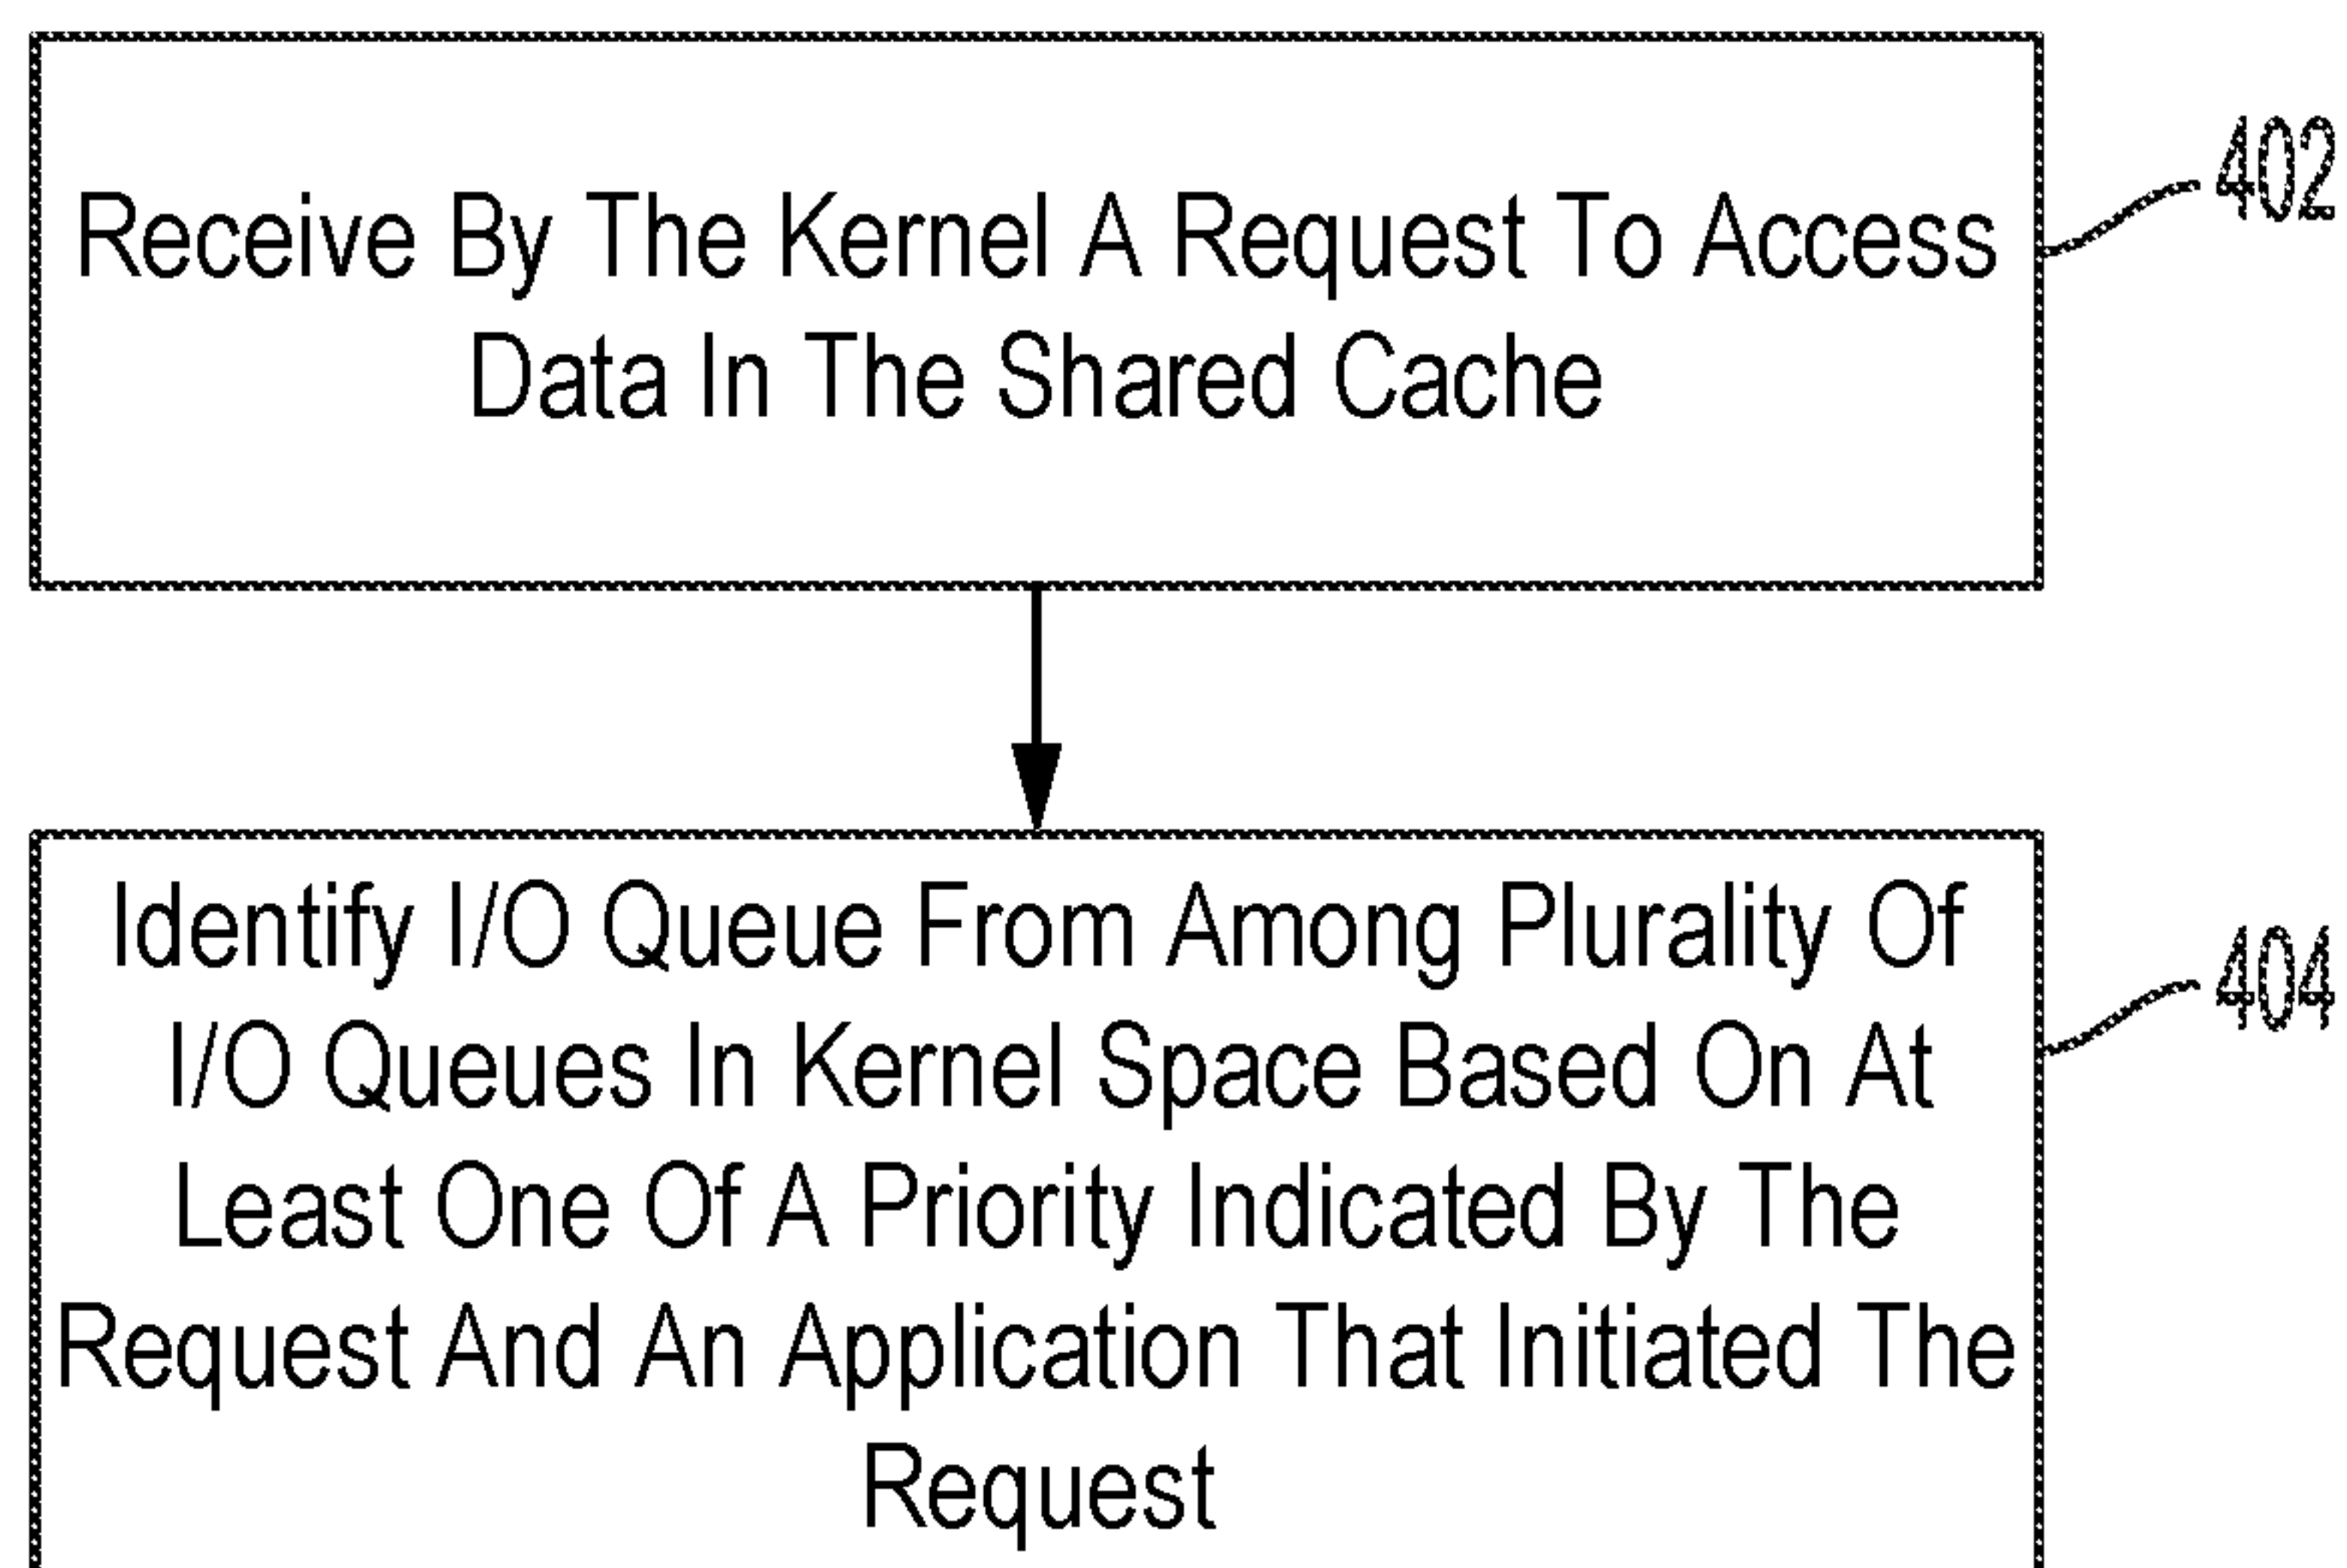 Receive By The Kernel A Request To Access
Data In The Shared Cache
402
Identify I/O Queue From Among Plurality Of
I/O Queues In Kernel Space Based On At
Least One Of A Priority Indicated By The
Request And An Application That Initiated The
Request
404